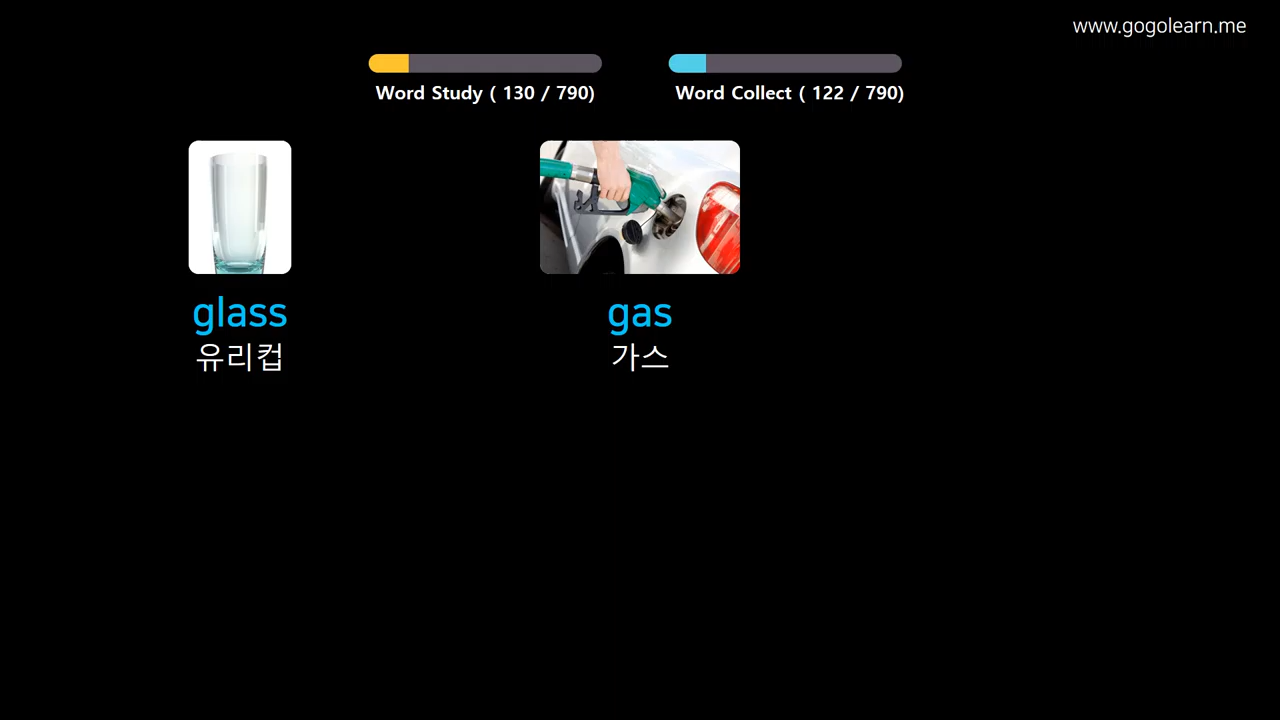 www.gogolearn.me
Word Study ( 130 / 790)
Word Collect ( 122 / 790)
glass
유리컵
gas
가스